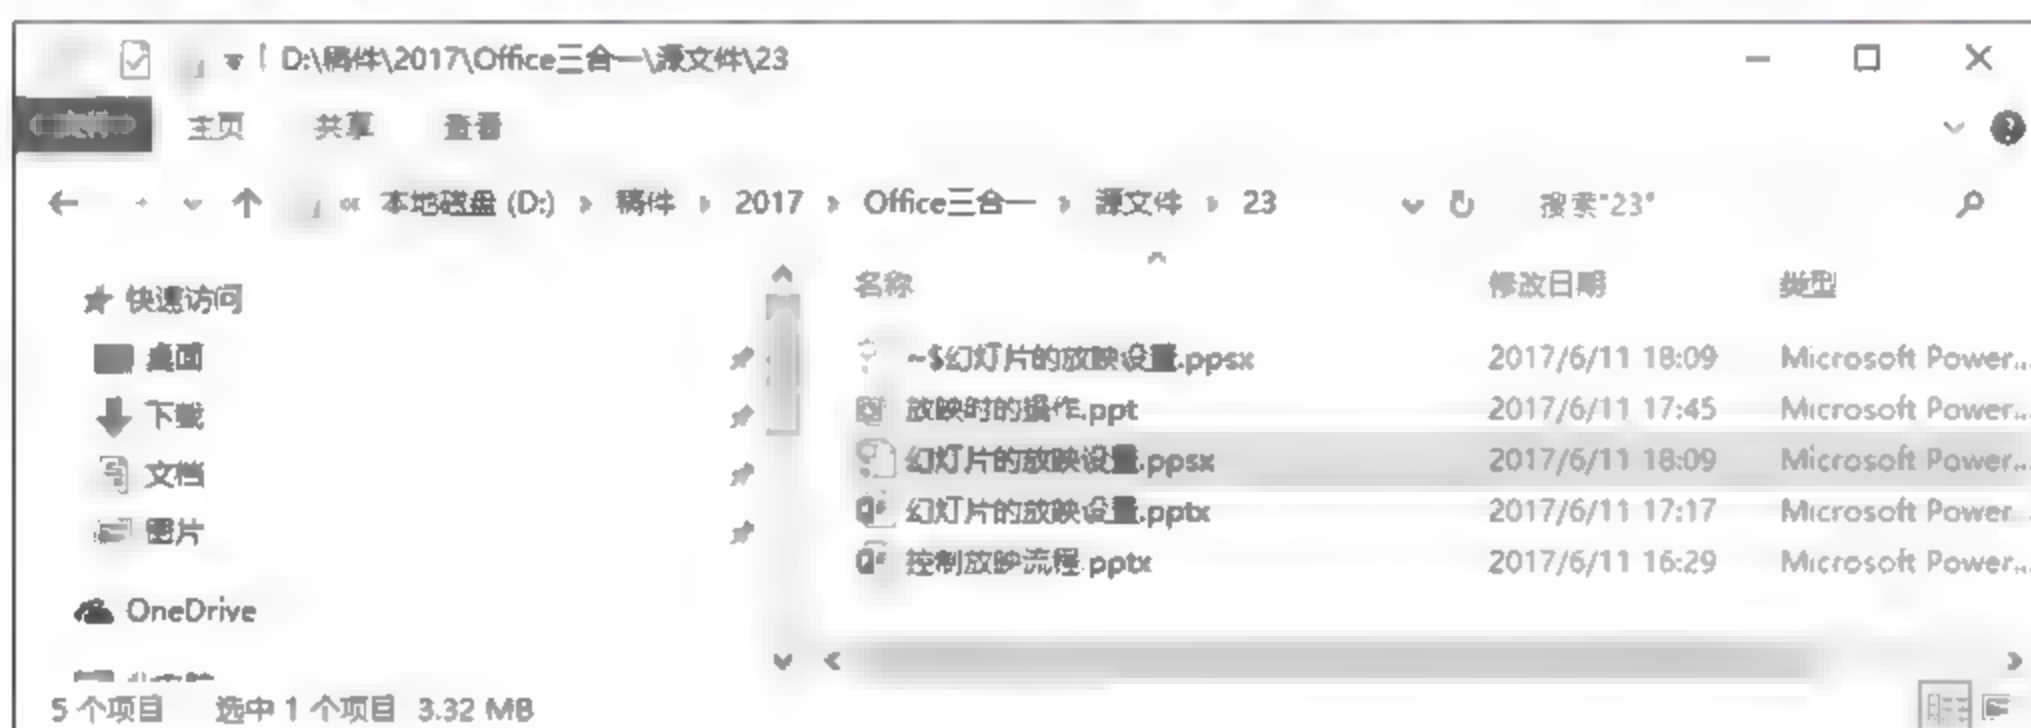 D:\稿件\2017\Office三合一\源文件\23
文件 主页 共享 查看
本地磁盘 (D:) 稿件 2017 Office三合一 源文件 23 搜索"23"
名称 修改日期 类型
快速访问
桌面
下载
文档
图片
OneDrive
~$幻灯片的放映设置.ppsx 2017/6/11 18:09 Microsoft Power...
放映时的操作.ppt 2017/6/11 17:45 Microsoft Power...
幻灯片的放映设置.ppsx 2017/6/11 18:09 Microsoft Power...
幻灯片的放映设置.pptx 2017/6/11 17:17 Microsoft Power...
控制放映流程.pptx 2017/6/11 16:29 Microsoft Power...
5 个项目 选中 1 个项目 3.32 MB